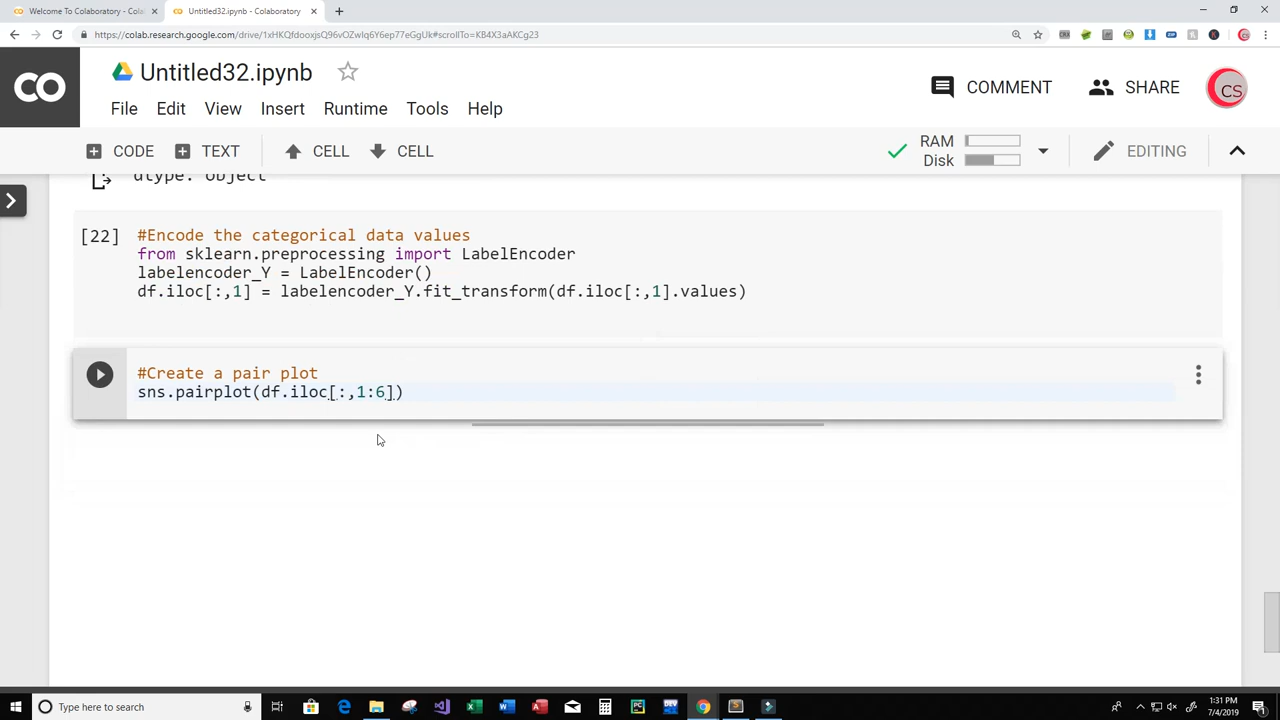 Welcome To Colaboratory - Cola
Untitled32.ipynb - Colaboratory
https://colab.research.google.com/drive/1xHKQfdooxjsQ96vOZwIq6Y6ep77eGgUk#scrollTo=KB4X3aAKCg23
CO
Untitled32.ipynb
COMMENT
SHARE
CS
File Edit View Insert Runtime Tools Help
CODE TEXT CELL CELL
RAM
Disk
EDITING
dtype: object
[22] #Encode the categorical data values
from sklearn.preprocessing import LabelEncoder
labelencoder_Y = LabelEncoder()
df.iloc[:,1] = labelencoder_Y.fit_transform(df.iloc[:,1].values)
#Create a pair plot
sns.pairplot(df.iloc[:,1:6])
Type here to search
1:31 PM
7/4/2019